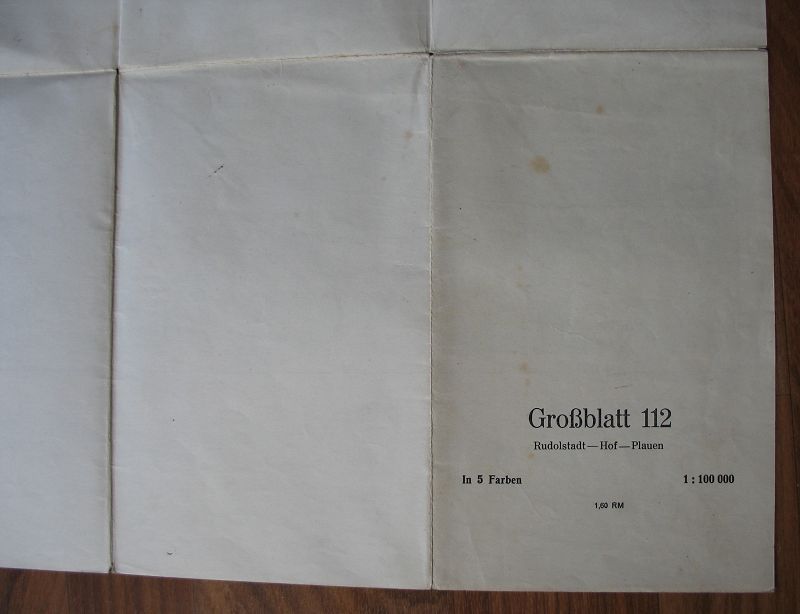 Großblatt 112
Rudolstadt—Hof—Plauen
In 5 Farben 1 : 100 000
1,60 RM